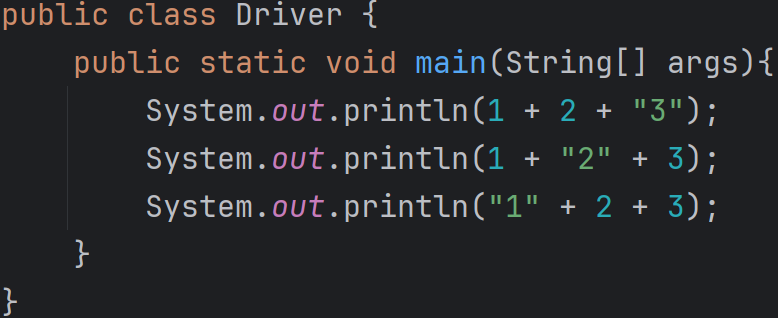 public class Driver {
    public static void main(String[] args){
        System.out.println(1 + 2 + "3");
        System.out.println(1 + "2" + 3);
        System.out.println("1" + 2 + 3);
    }
}